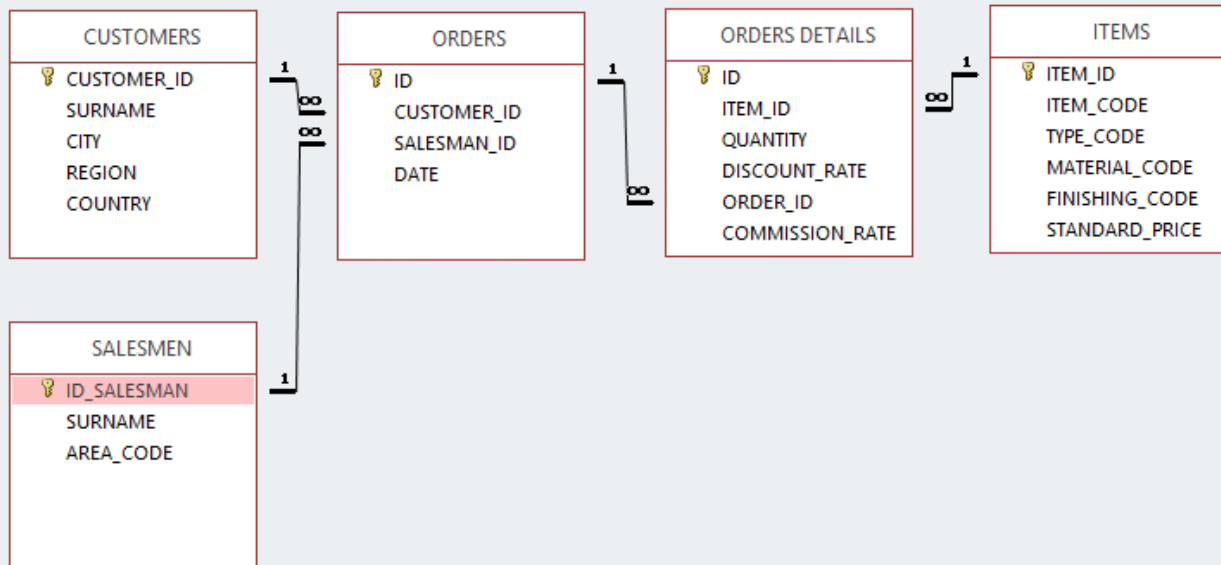 CUSTOMERS
CUSTOMER_ID
SURNAME
CITY
REGION
COUNTRY
1
∞
∞
ORDERS
ID
CUSTOMER_ID
SALESMAN_ID
DATE
1
∞
ORDERS DETAILS
ID
ITEM_ID
QUANTITY
DISCOUNT_RATE
ORDER_ID
COMMISSION_RATE
1
∞
ITEMS
ITEM_ID
ITEM_CODE
TYPE_CODE
MATERIAL_CODE
FINISHING_CODE
STANDARD_PRICE
SALESMEN
ID_SALESMAN
SURNAME
AREA_CODE
1